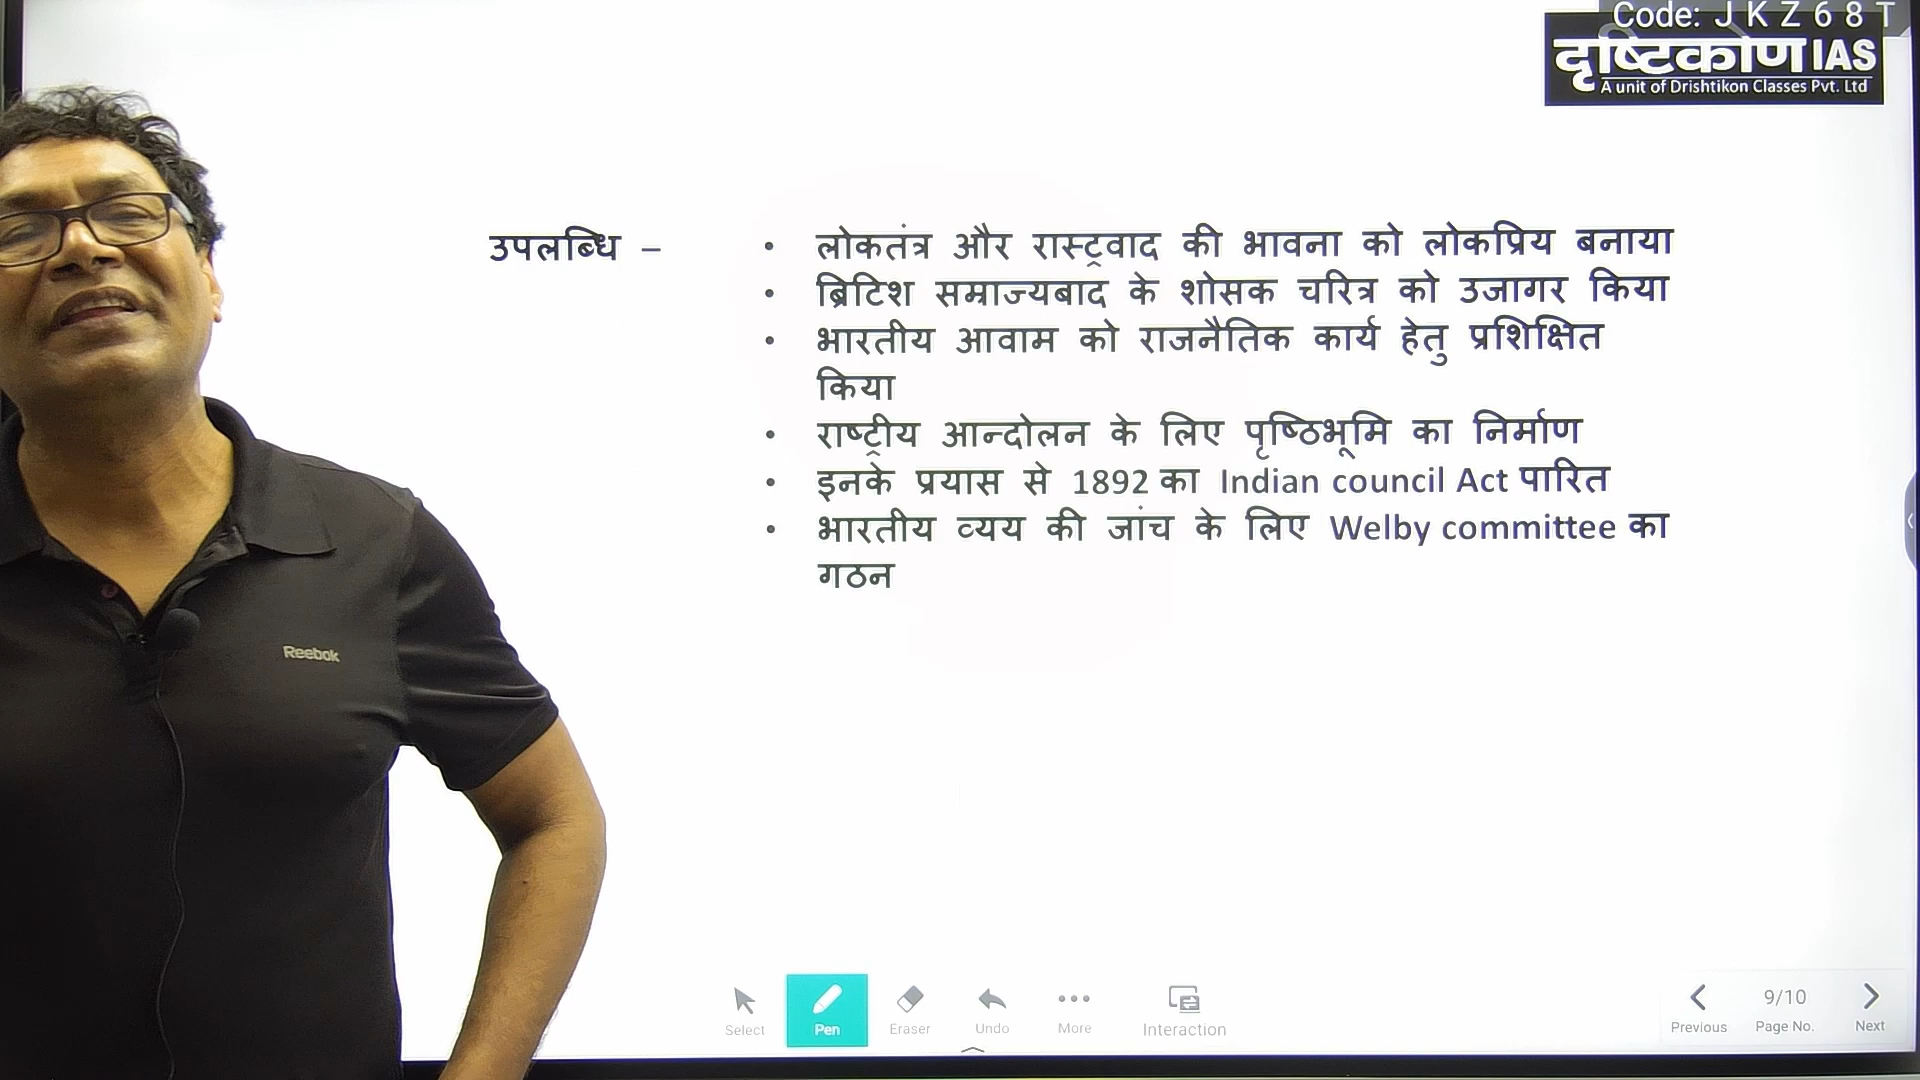 Code: J K Z 6 8 T
दृष्टिकोण IAS
A unit of Drishtikon Classes Pvt. Ltd
उपलब्धि – • लोकतंत्र और रास्ट्रवाद की भावना को लोकप्रिय बनाया
• ब्रिटिश सम्राज्यबाद के शोसक चरित्र को उजागर किया
• भारतीय आवाम को राजनैतिक कार्य हेतु प्रशिक्षित
किया
• राष्ट्रीय आन्दोलन के लिए पृष्ठिभूमि का निर्माण
• इनके प्रयास से 1892 का Indian council Act पारित
• भारतीय व्यय की जांच के लिए Welby committee का
गठन
Reebok
Select Pen Eraser Undo More Interaction
9/10
Previous Page No. Next